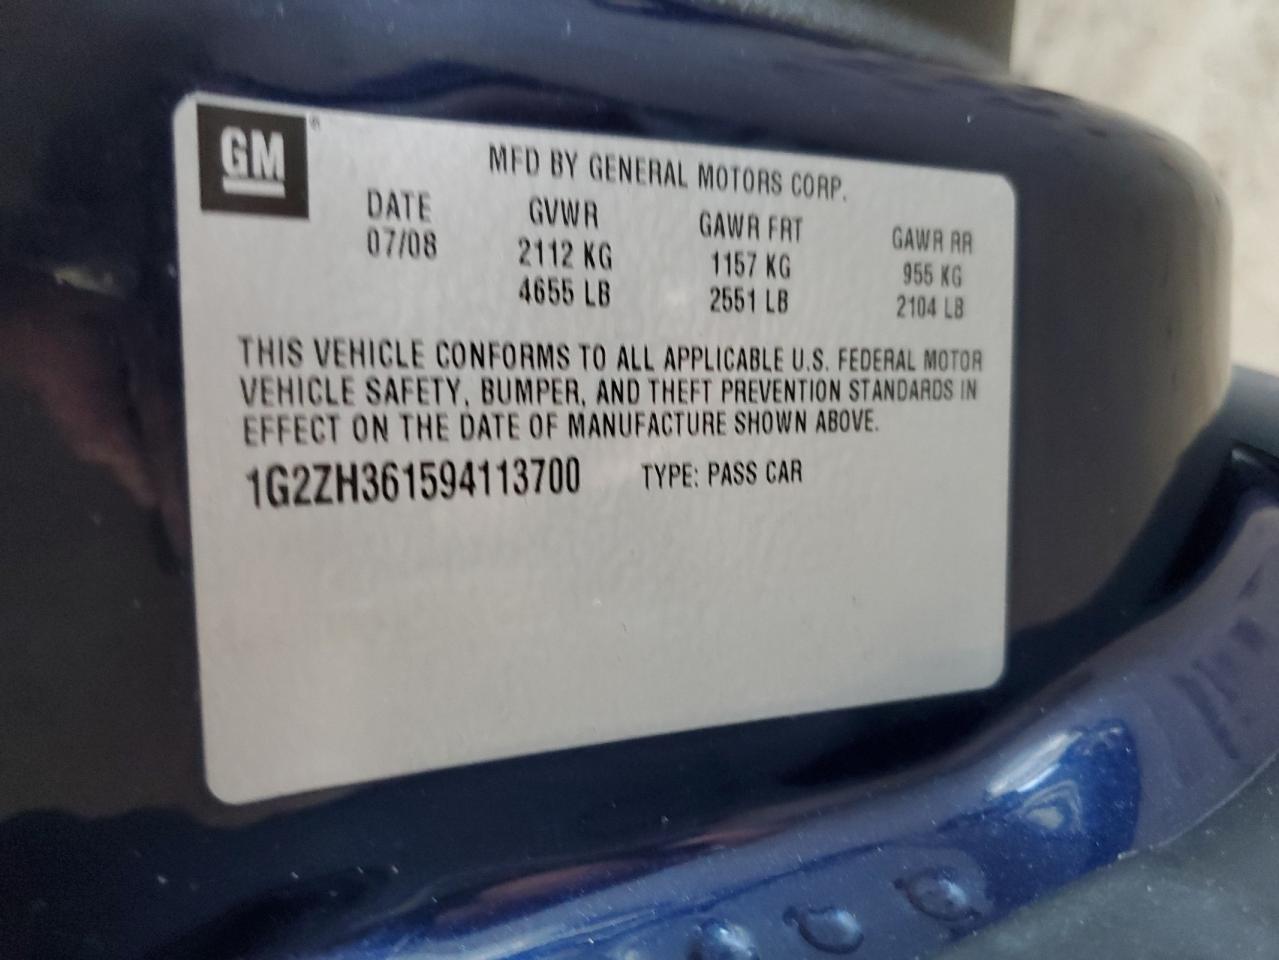 GM®
MFD BY GENERAL MOTORS CORP.
DATE GVWR GAWR FRT GAWR RR
07/08 2112 KG 1157 KG 955 KG
4655 LB 2551 LB 2104 LB
THIS VEHICLE CONFORMS TO ALL APPLICABLE U.S. FEDERAL MOTOR
VEHICLE SAFETY, BUMPER, AND THEFT PREVENTION STANDARDS IN
EFFECT ON THE DATE OF MANUFACTURE SHOWN ABOVE.
1G2ZH361594113700 TYPE: PASS CAR